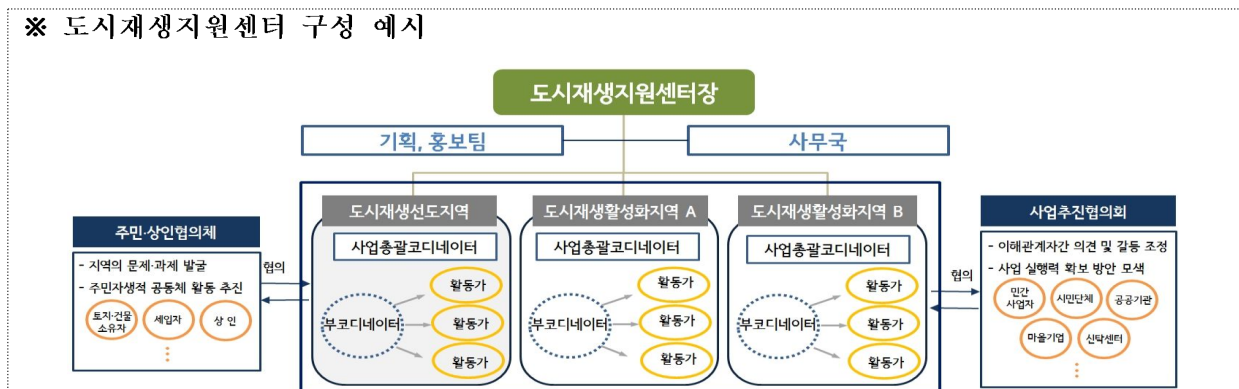 ※ 도시재생지원센터 구성 예시
도시재생지원센터장
기획, 홍보팀
사무국
주민·상인협의체
- 지역의 문제·과제 발굴
- 주민자생적 공동체 활동 추진
토지·건물
소유자
세입자
상 인
협의
도시재생선도지역
사업총괄코디네이터
부코디네이터
활동가
활동가
활동가
도시재생활성화지역 A
사업총괄코디네이터
부코디네이터
활동가
활동가
활동가
도시재생활성화지역 B
사업총괄코디네이터
부코디네이터
활동가
활동가
활동가
협의
사업추진협의회
- 이해관계자간 의견 및 갈등 조정
- 사업 실행력 확보 방안 모색
민간
사업자
시민단체
공공기관
마을기업
신탁센터